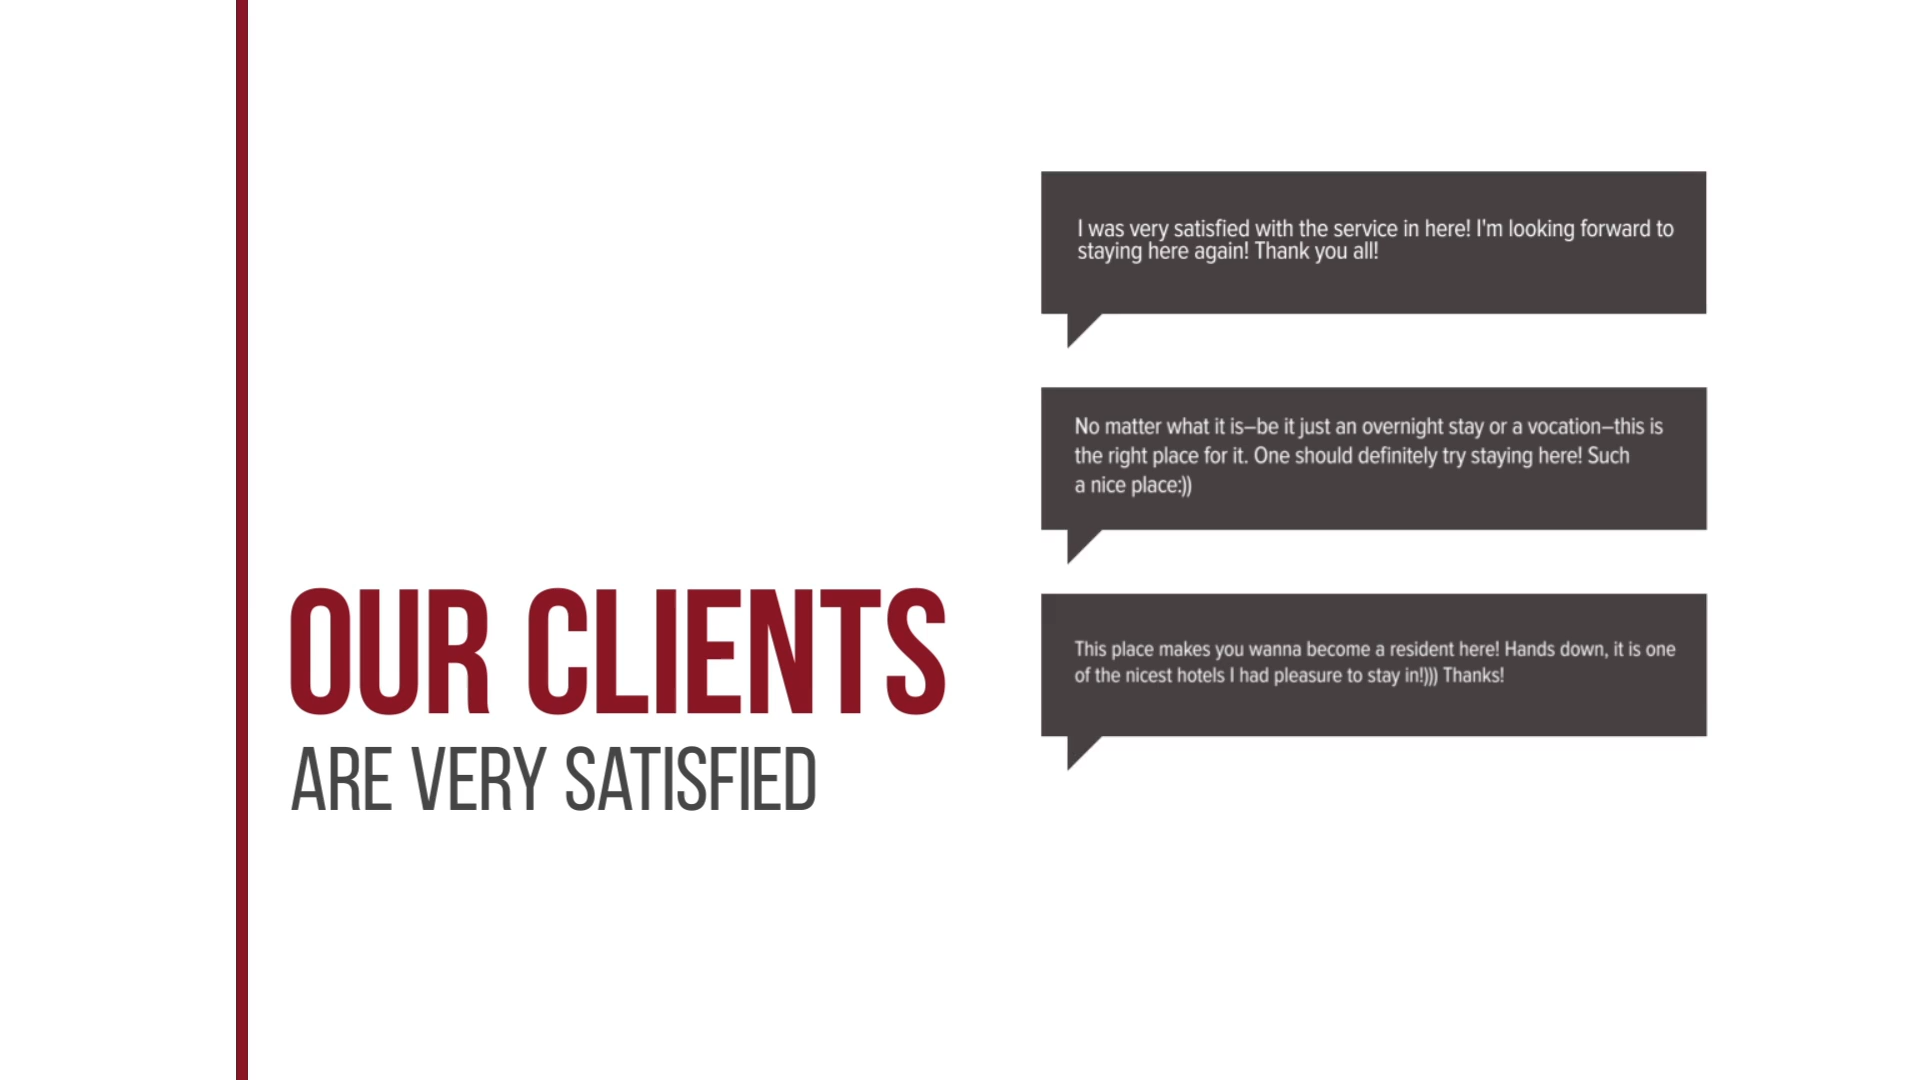 OUR CLIENTS
ARE VERY SATISFIED
I was very satisfied with the service in here! I'm looking forward to
staying here again! Thank you all!
No matter what it is–be it just an overnight stay or a vocation–this is
the right place for it. One should definitely try staying here! Such
a nice place:))
This place makes you wanna become a resident here! Hands down, it is one
of the nicest hotels I had pleasure to stay in!))) Thanks!